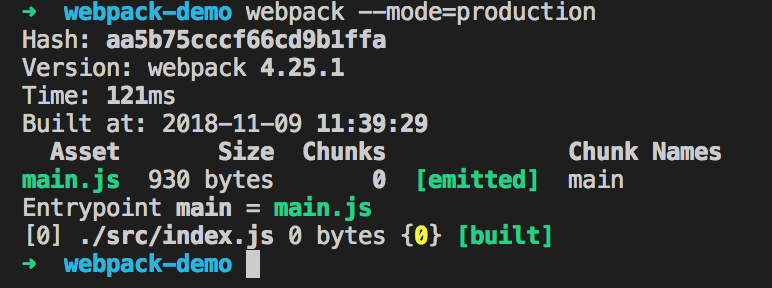 ➜ webpack-demo webpack --mode=production
Hash: aa5b75cccf66cd9b1ffa
Version: webpack 4.25.1
Time: 121ms
Built at: 2018-11-09 11:39:29
Asset Size Chunks Chunk Names
main.js 930 bytes 0 [emitted] main
Entrypoint main = main.js
[0] ./src/index.js 0 bytes {0} [built]
➜ webpack-demo